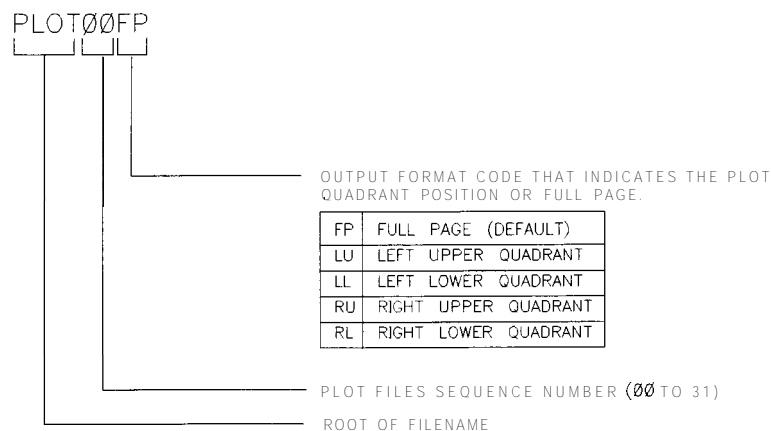 PLOTØØFP
OUTPUT FORMAT CODE THAT INDICATES THE PLOT
QUADRANT POSITION OR FULL PAGE.
FP FULL PAGE (DEFAULT)
LU LEFT UPPER QUADRANT
LL LEFT LOWER QUADRANT
RU RIGHT UPPER QUADRANT
RL RIGHT LOWER QUADRANT
PLOT FILES SEQUENCE NUMBER (ØØ TO 31)
ROOT OF FILENAME